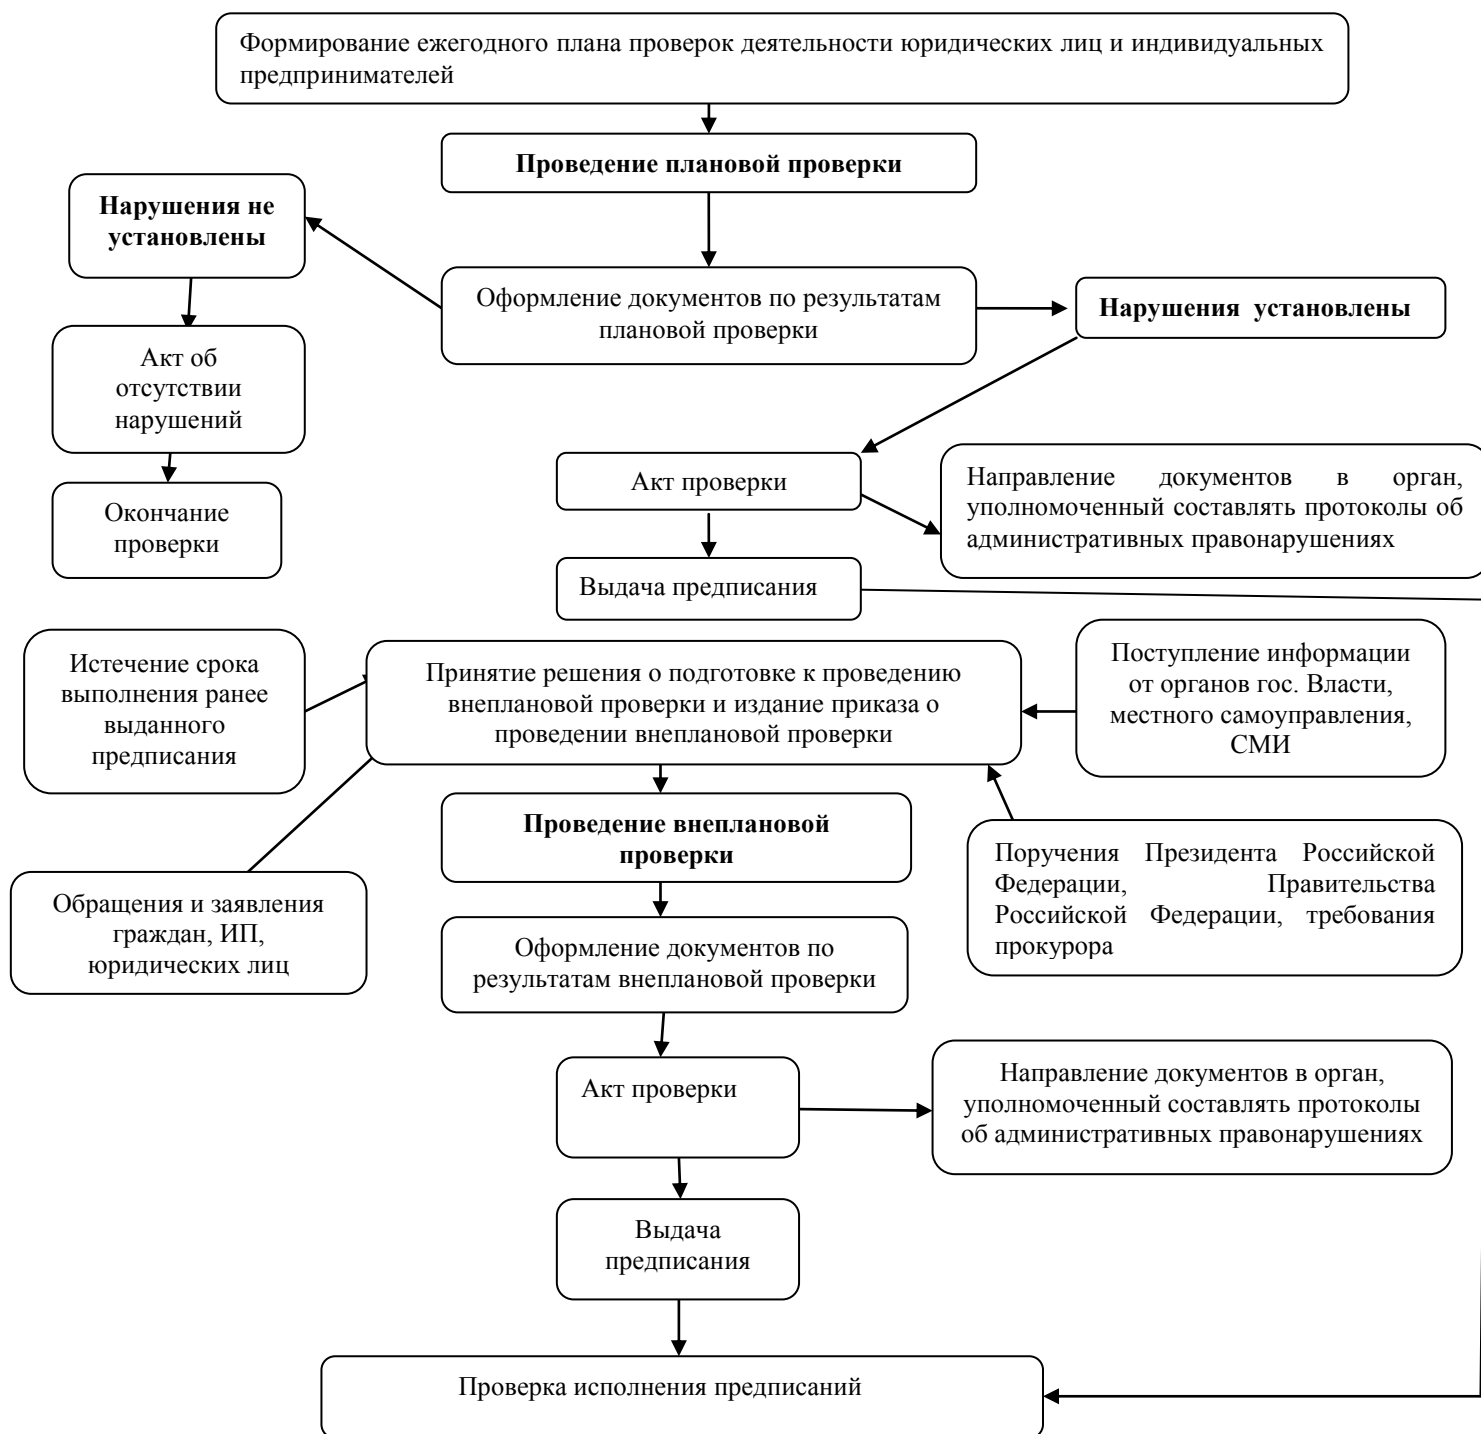 Формирование ежегодного плана проверок деятельности юридических лиц и индивидуальных
предпринимателей
Проведение плановой проверки
Нарушения не
установлены
Оформление документов по результатам
плановой проверки
Нарушения установлены
Акт об
отсутствии
нарушений
Акт проверки
Направление документов в орган,
уполномоченный составлять протоколы об
административных правонарушениях
Окончание
проверки
Выдача предписания
Истечение срока
выполнения ранее
выданного
предписания
Принятие решения о подготовке к проведению
внеплановой проверки и издание приказа о
проведении внеплановой проверки
Поступление информации
от органов гос. Власти,
местного самоуправления,
СМИ
Проведение внеплановой
проверки
Поручения Президента Российской
Федерации, Правительства
Российской Федерации, требования
прокурора
Обращения и заявления
граждан, ИП,
юридических лиц
Оформление документов по
результатам внеплановой проверки
Акт проверки
Направление документов в орган,
уполномоченный составлять протоколы
об административных правонарушениях
Выдача
предписания
Проверка исполнения предписаний